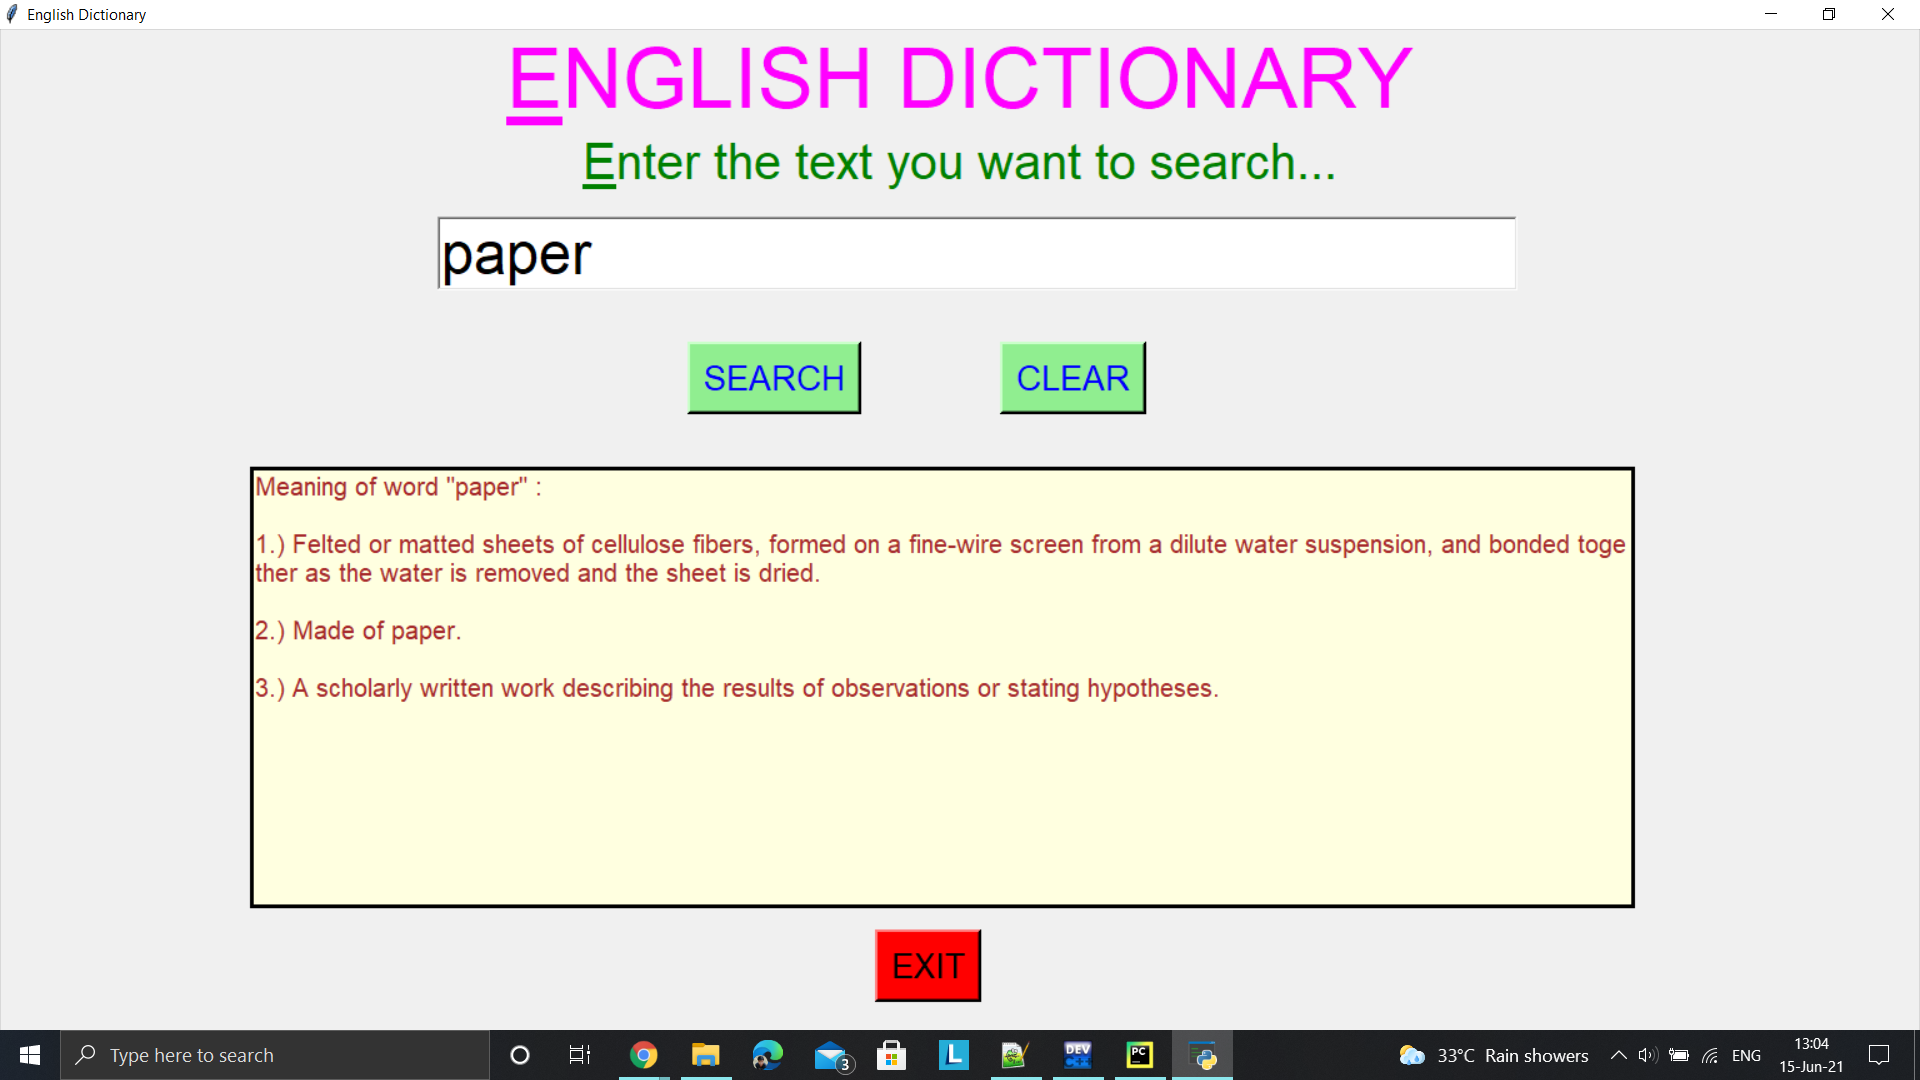 English Dictionary
ENGLISH DICTIONARY
Enter the text you want to search...
paper
SEARCH CLEAR
Meaning of word "paper" :
1.) Felted or matted sheets of cellulose fibers, formed on a fine-wire screen from a dilute water suspension, and bonded toge
ther as the water is removed and the sheet is dried.
2.) Made of paper.
3.) A scholarly written work describing the results of observations or stating hypotheses.
EXIT
Type here to search
3
L
DEV
C++
PC
33°C Rain showers
ENG
13:04
15-Jun-21